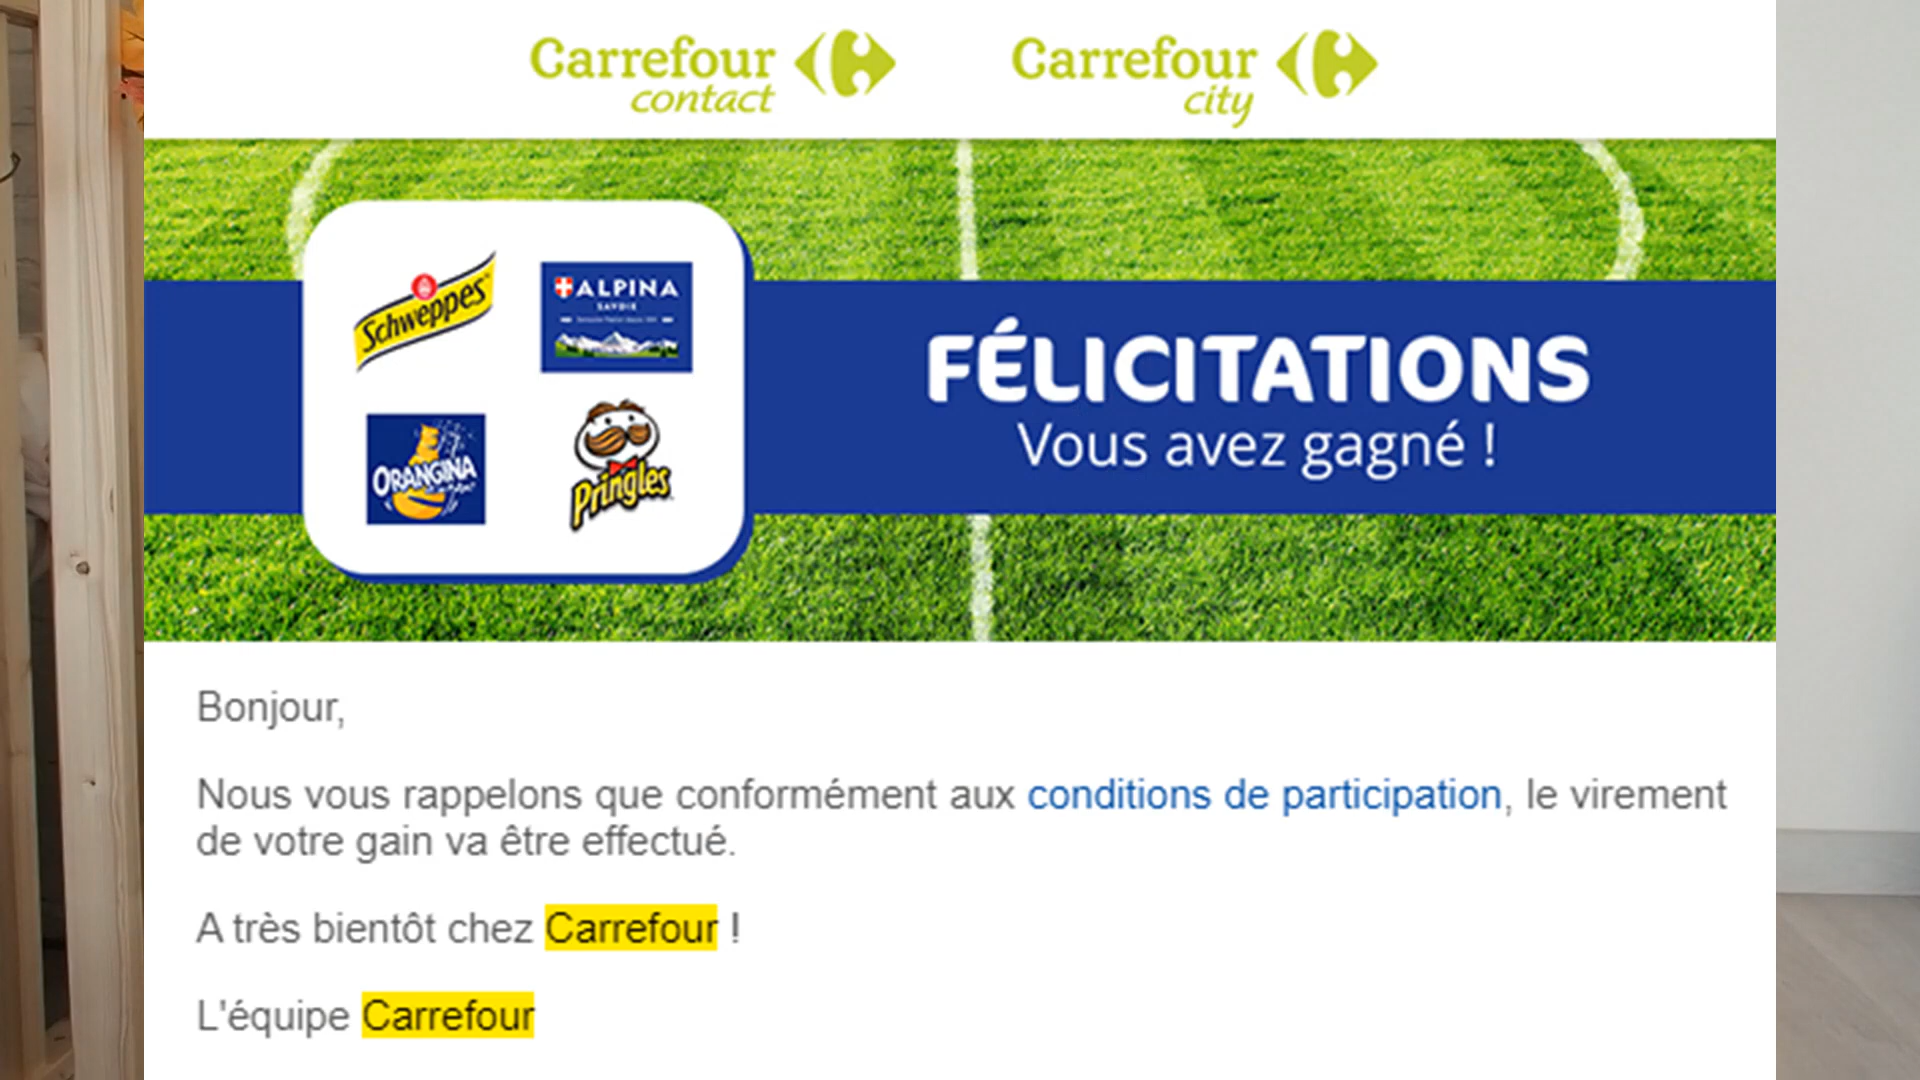 Carrefour
contact
Carrefour
city
Schweppes
ALPINA
SAVOIE
ORANGINA
Pringles
FÉLICITATIONS
Vous avez gagné !
Bonjour,
Nous vous rappelons que conformément aux conditions de participation, le virement
de votre gain va être effectué.
A très bientôt chez Carrefour !
L'équipe Carrefour